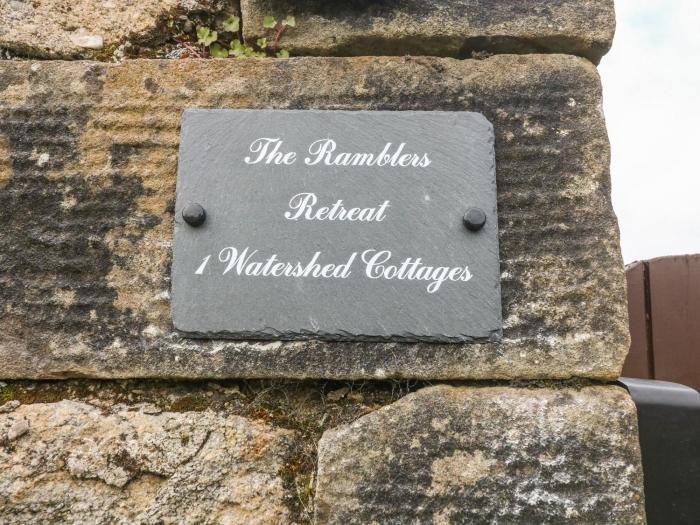 The Ramblers
Retreat
1 Watershed Cottages